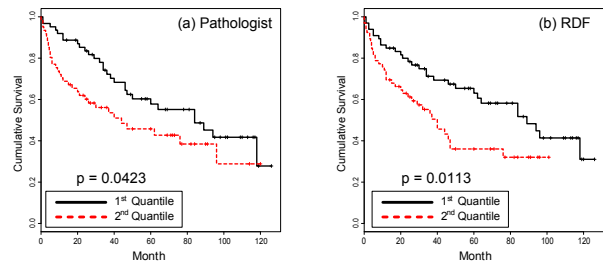 (a) Pathologist
Cumulative Survival
0.0 0.2 0.4 0.6 0.8 1.0
p = 0.0423
1st Quantile
2nd Quantile
0 20 40 60 80 100 120
Month
(b) RDF
Cumulative Survival
0.0 0.2 0.4 0.6 0.8 1.0
p = 0.0113
1st Quantile
2nd Quantile
0 20 40 60 80 100 120
Month